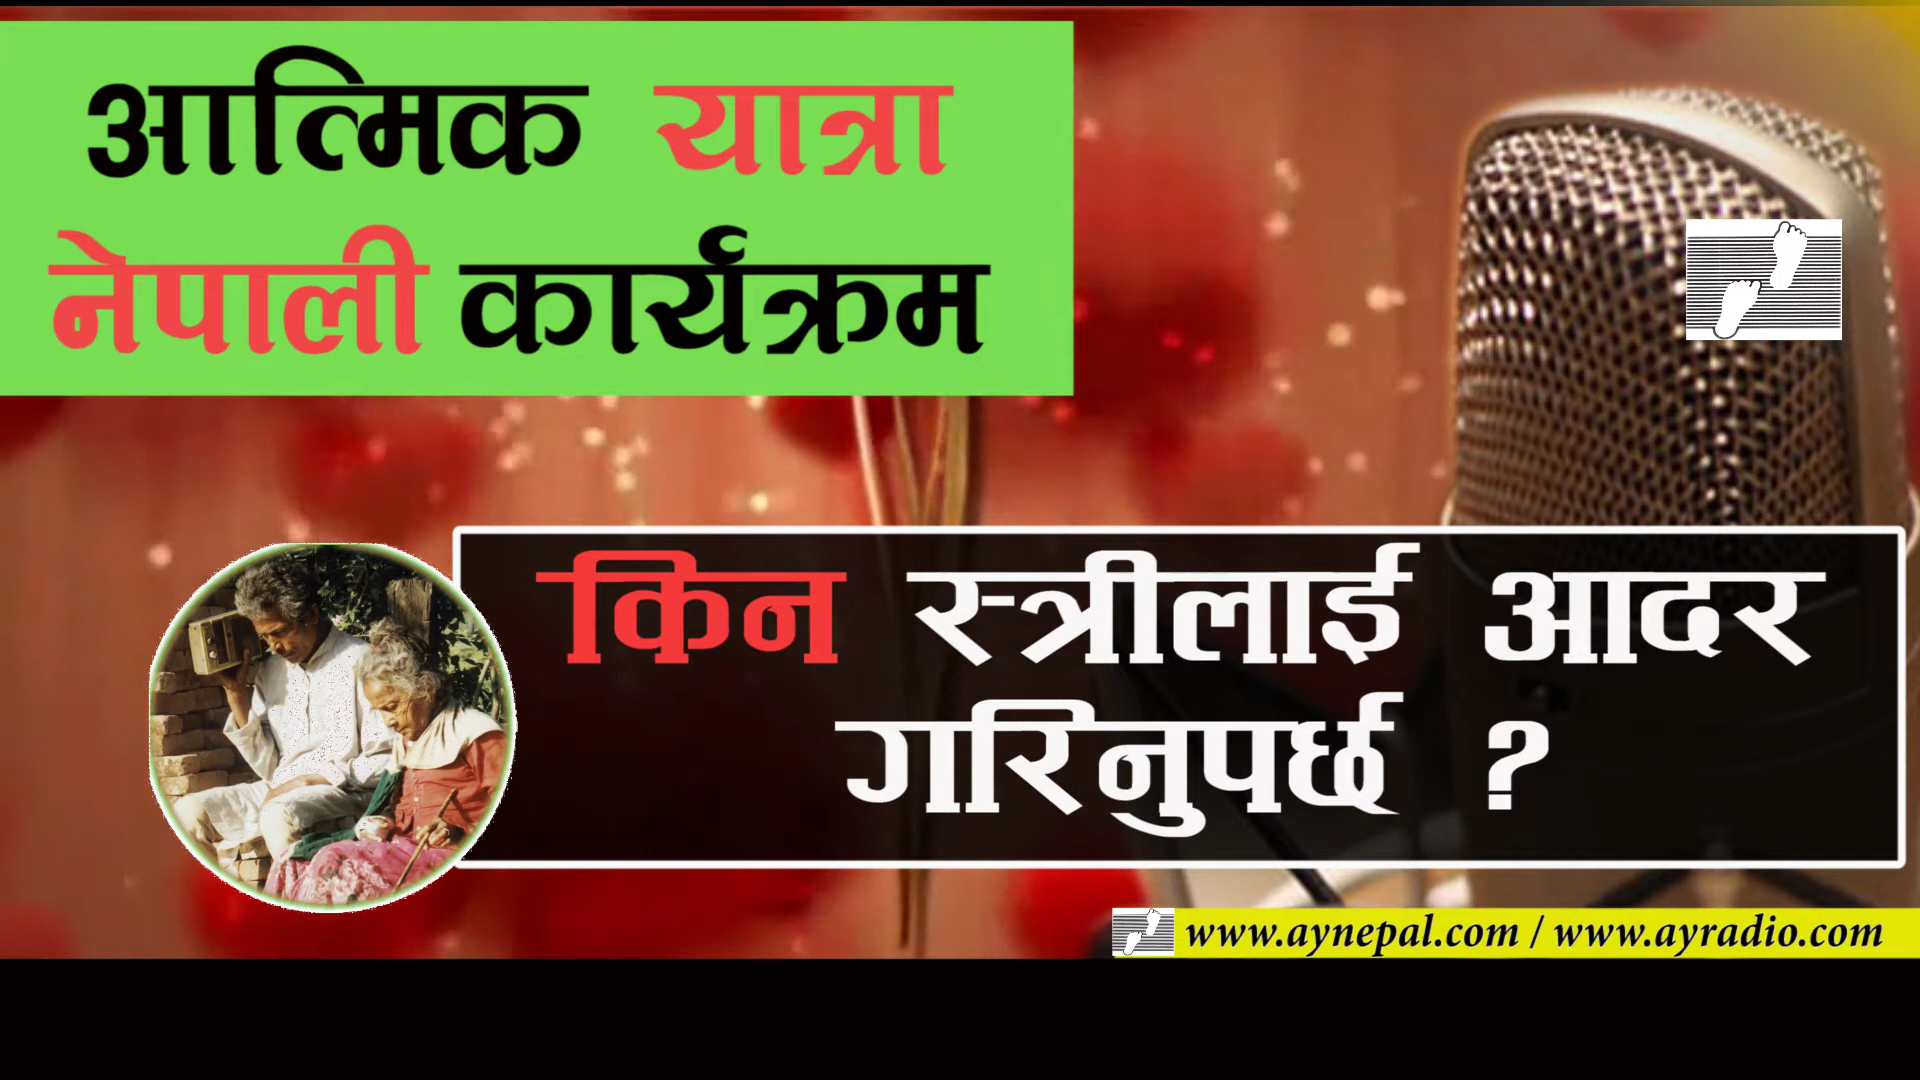 आत्मिक यात्रा
नेपाली कार्यक्रम
किन स्त्रीलाई आदर
गरिनुपर्छ ?
www.aynepal.com / www.ayradio.com